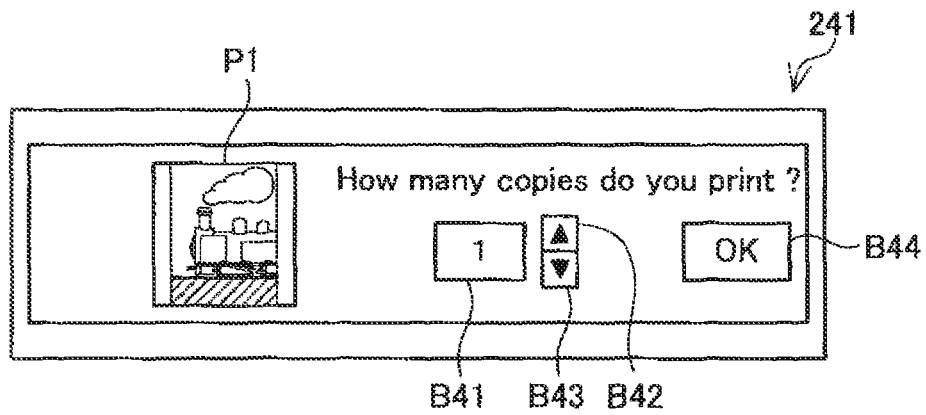 241
P1
How many copies do you print ?
1 ▲ OK B44
▼
B41 B43 B42